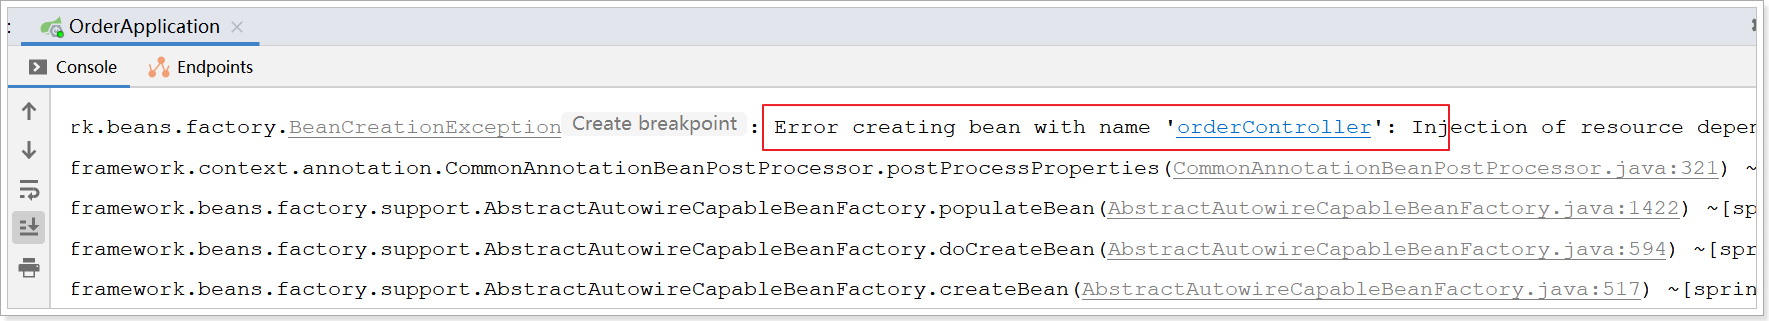 : OrderApplication
Console Endpoints
rk.beans.factory.BeanCreationException Create breakpoint : Error creating bean with name 'orderController': Injection of resource depen
framework.context.annotation.CommonAnnotationBeanPostProcessor.postProcessProperties(CommonAnnotationBeanPostProcessor.java:321) ~
framework.beans.factory.support.AbstractAutowireCapableBeanFactory.populateBean(AbstractAutowireCapableBeanFactory.java:1422) ~[spr
framework.beans.factory.support.AbstractAutowireCapableBeanFactory.doCreateBean(AbstractAutowireCapableBeanFactory.java:594) ~[spri
framework.beans.factory.support.AbstractAutowireCapableBeanFactory.createBean(AbstractAutowireCapableBeanFactory.java:517) ~[sprin